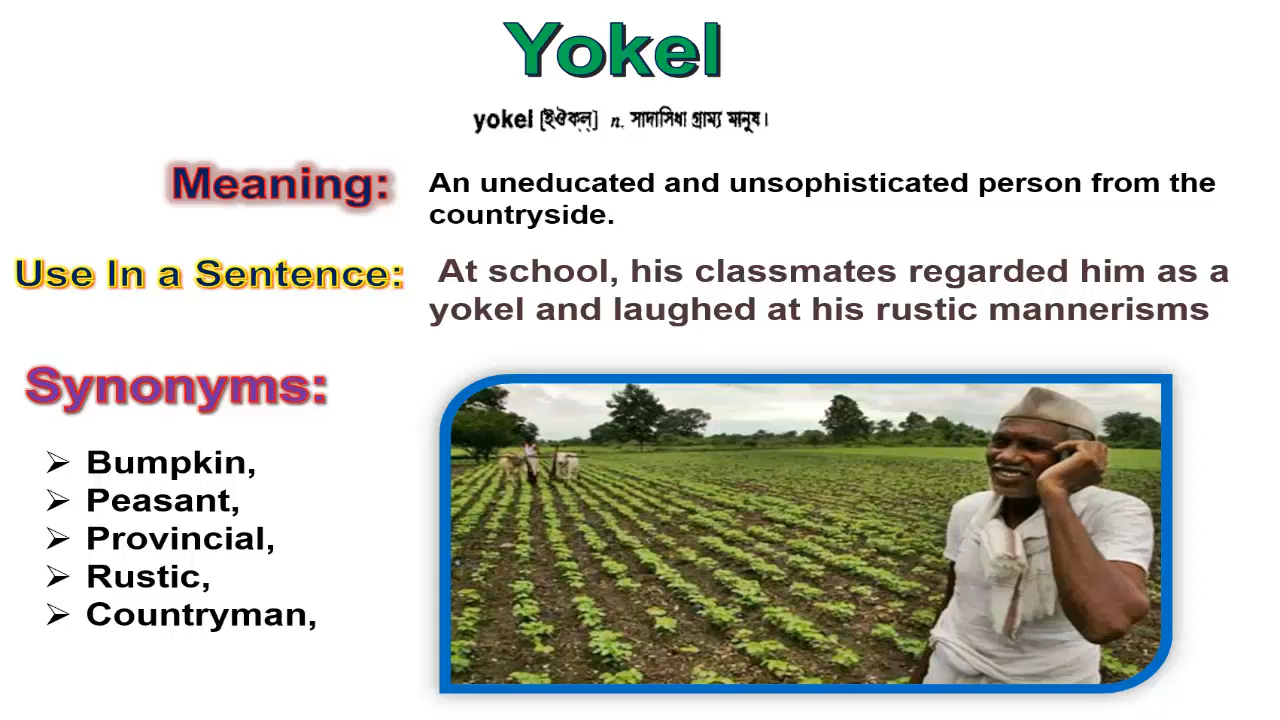 Yokel
yokel [ইঔকল্] n. সাদাসিধা গ্রাম্য মানুষ।
Meaning: An uneducated and unsophisticated person from the
countryside.
Use In a Sentence: At school, his classmates regarded him as a
yokel and laughed at his rustic mannerisms
Synonyms:
➢ Bumpkin,
➢ Peasant,
➢ Provincial,
➢ Rustic,
➢ Countryman,